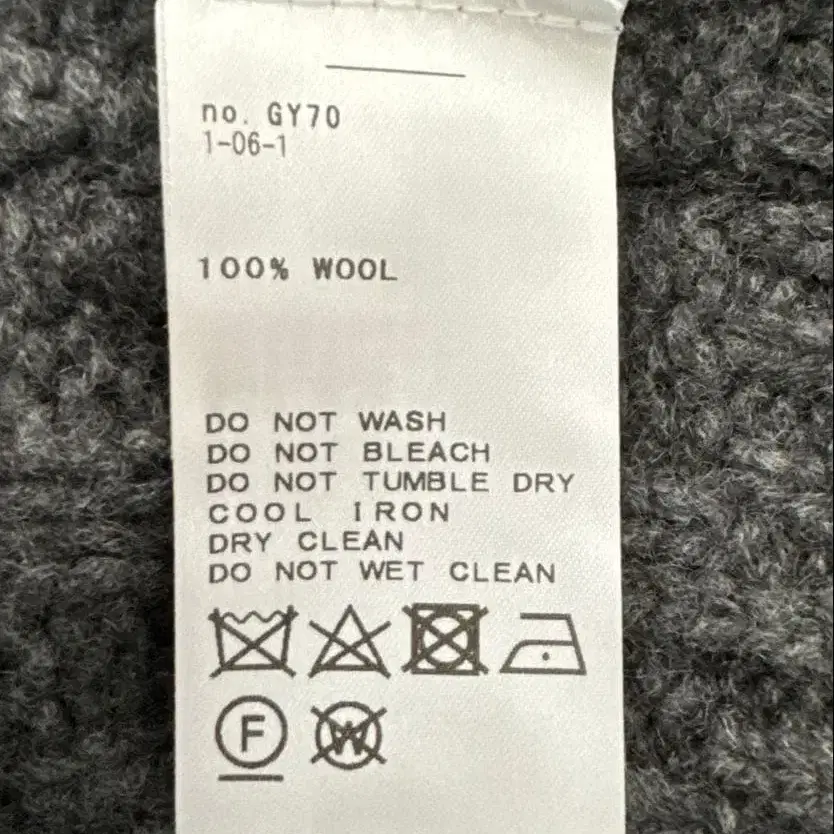 no. GY70
1-06-1
100% WOOL
DO NOT WASH
DO NOT BLEACH
DO NOT TUMBLE DRY
COOL IRON
DRY CLEAN
DO NOT WET CLEAN
F W